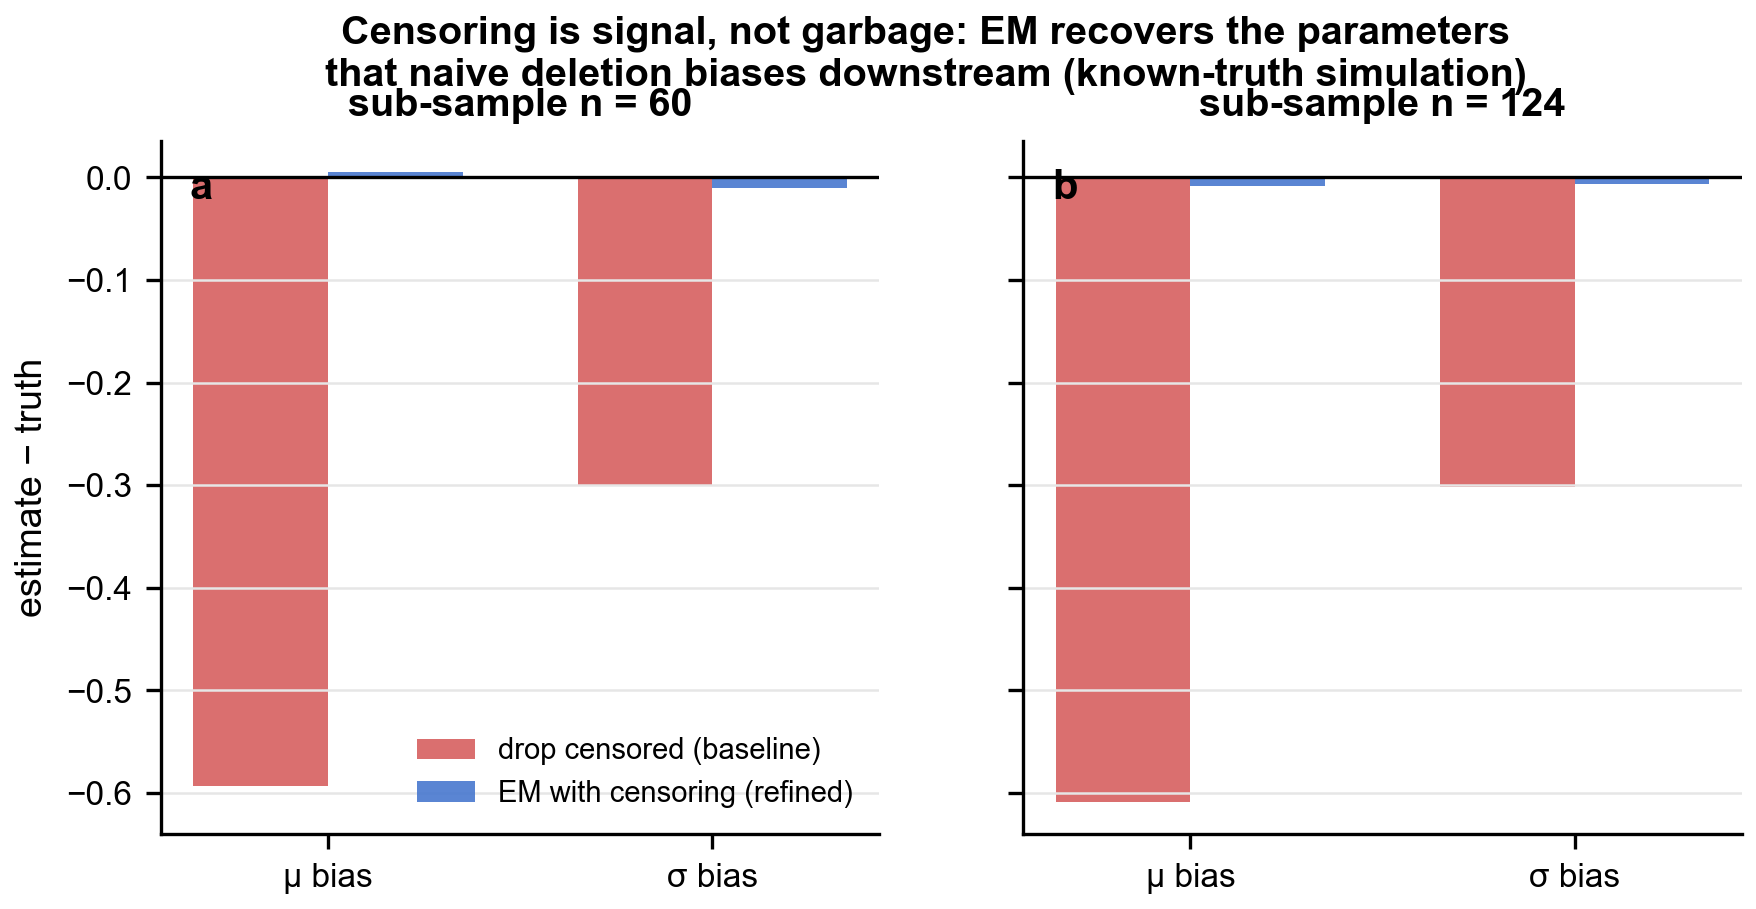 Censoring is signal, not garbage: EM recovers the parameters
that naive deletion biases downstream (known-truth simulation)
sub-sample n = 60
a
estimate − truth
0.0
−0.1
−0.2
−0.3
−0.4
−0.5
−0.6
drop censored (baseline)
EM with censoring (refined)
μ bias
σ bias
sub-sample n = 124
b
μ bias
σ bias